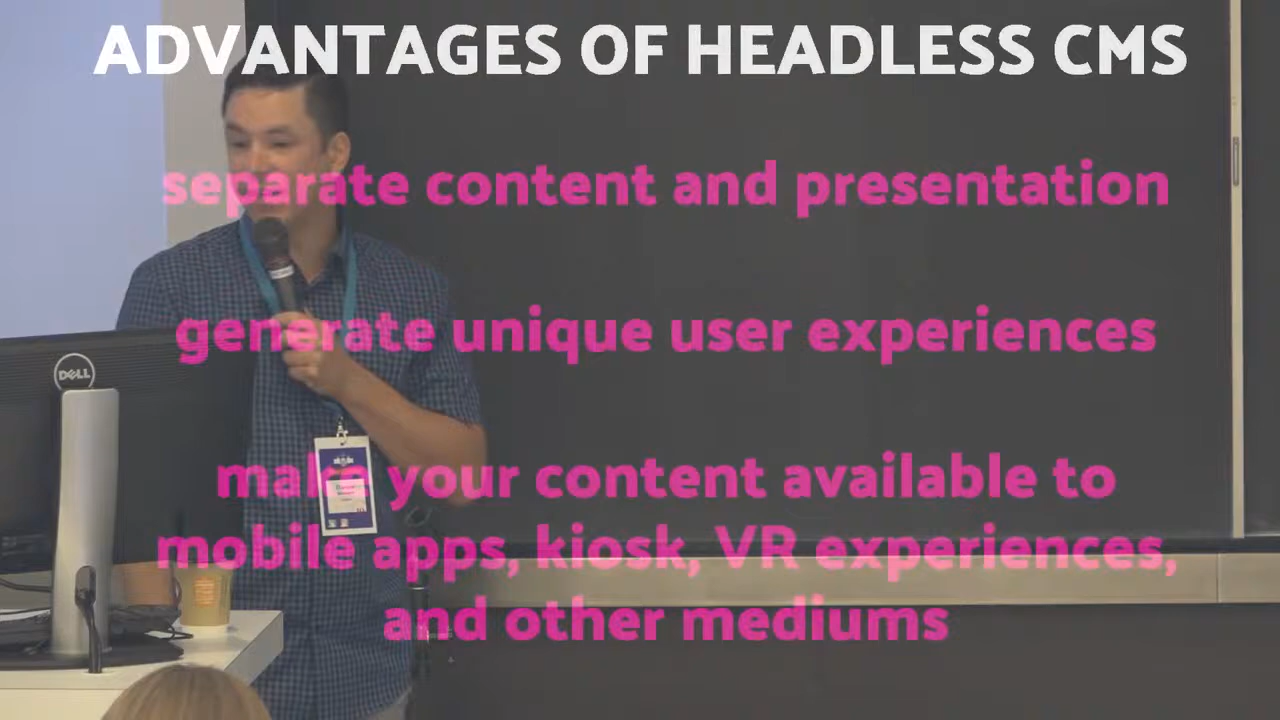 ADVANTAGES OF HEADLESS CMS
separate content and presentation
generate unique user experiences
DELL
make your content available to
mobile apps, kiosk, VR experiences,
and other mediums